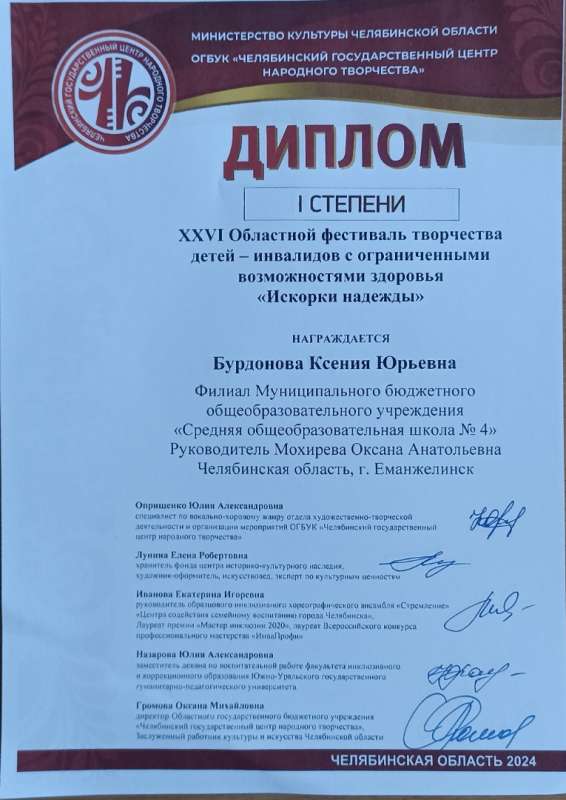 МИНИСТЕРСТВО КУЛЬТУРЫ ЧЕЛЯБИНСКОЙ ОБЛАСТИ
ОГБУК «ЧЕЛЯБИНСКИЙ ГОСУДАРСТВЕННЫЙ ЦЕНТР
НАРОДНОГО ТВОРЧЕСТВА»
ЧЕЛЯБИНСКИЙ ГОСУДАРСТВЕННЫЙ ЦЕНТР НАРОДНОГО ТВОРЧЕСТВА
ДИПЛОМ
I СТЕПЕНИ
XXVI Областной фестиваль творчества
детей – инвалидов с ограниченными
возможностями здоровья
«Искорки надежды»
НАГРАЖДАЕТСЯ
Бурдонова Ксения Юрьевна
Филиал Муниципального бюджетного
общеобразовательного учреждения
«Средняя общеобразовательная школа № 4»
Руководитель Мохирева Оксана Анатольевна
Челябинская область, г. Еманжелинск
Оприщенко Юлия Александровна
специалист по вокально-хоровому жанру отдела художественно-творческой
деятельности и организации мероприятий ОГБУК «Челябинский государственный
центр народного творчества»
Лунина Елена Робертовна
хранитель фонда центра историко-культурного наследия,
художник-оформитель, искусствовед, эксперт по культурным ценностям
Иванова Екатерина Игоревна
руководитель образцового инклюзивного хореографического ансамбля «Стремление»
«Центра содействия семейному воспитанию города Челябинска»,
Лауреат премии «Мастер инклюзии 2020», лауреат Всероссийского конкурса
профессионального мастерства «ИнваПрофи»
Назарова Юлия Александровна
заместитель декана по воспитательной работе факультета инклюзивного
и коррекционного образования Южно-Уральского государственного
гуманитарно-педагогического университета
Громова Оксана Михайловна
директор Областного государственного бюджетного учреждения
«Челябинский государственный центр народного творчества»,
Заслуженный работник культуры и искусства Челябинской области
ЧЕЛЯБИНСКАЯ ОБЛАСТЬ 2024